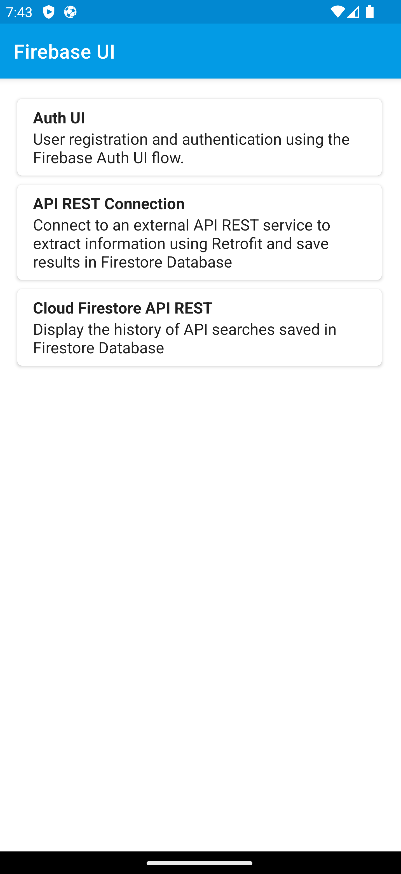 7:43
Firebase UI
Auth UI
User registration and authentication using the
Firebase Auth UI flow.
API REST Connection
Connect to an external API REST service to
extract information using Retrofit and save
results in Firestore Database
Cloud Firestore API REST
Display the history of API searches saved in
Firestore Database